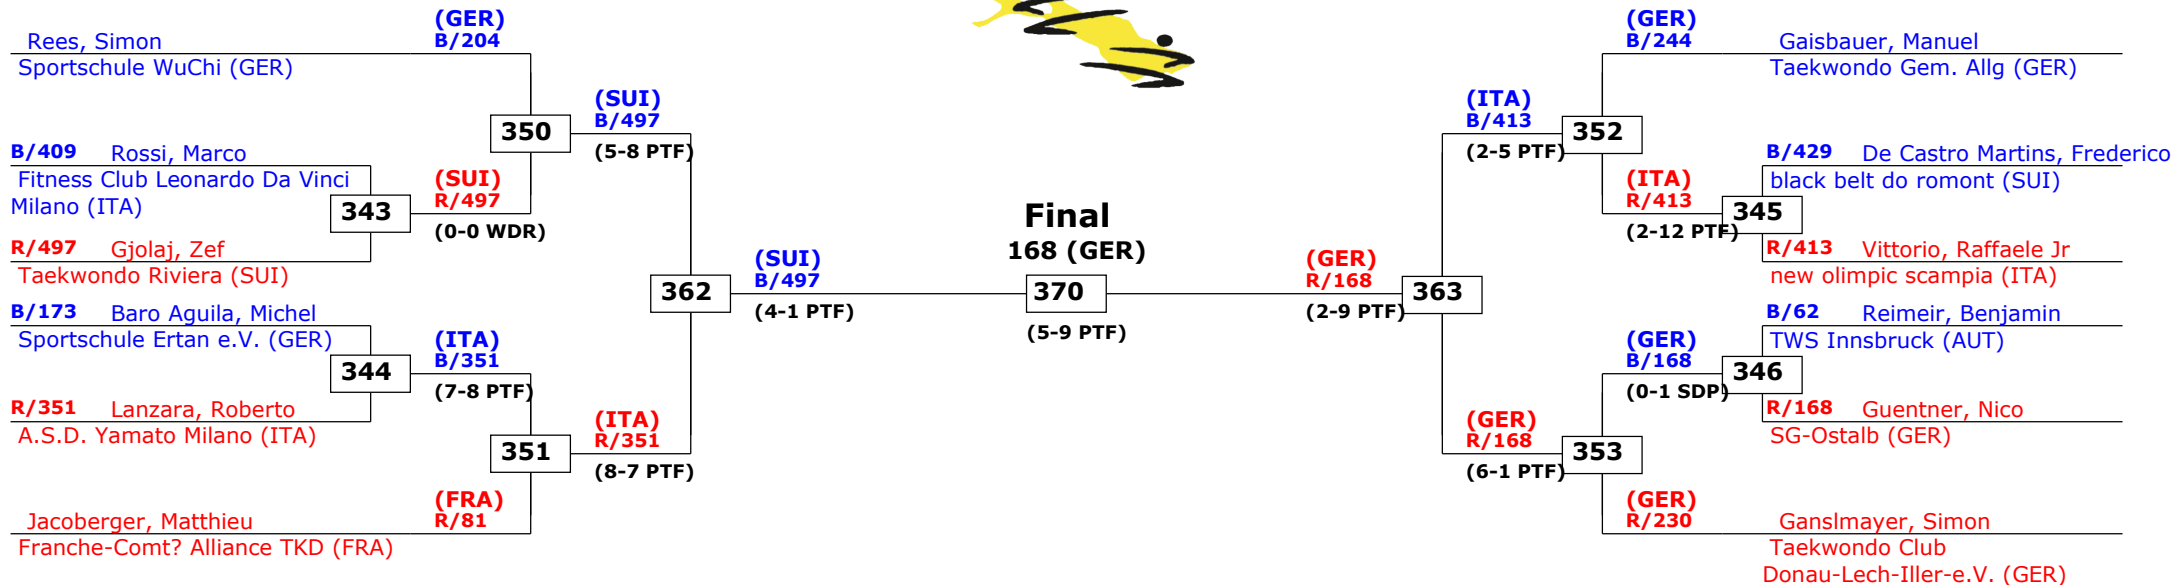 (GER)
B/204
Rees, Simon
Sportschule WuChi (GER)
B/409 Rossi, Marco
Fitness Club Leonardo Da Vinci
Milano (ITA)
343
R/497 Gjolaj, Zef
Taekwondo Riviera (SUI)
(SUI)
R/497
(0-0 WDR)
350
(SUI)
B/497
(5-8 PTF)
B/173 Baro Aguila, Michel
Sportschule Ertan e.V. (GER)
344
R/351 Lanzara, Roberto
A.S.D. Yamato Milano (ITA)
(ITA)
B/351
(7-8 PTF)
351
(ITA)
R/351
(8-7 PTF)
(FRA)
R/81
Jacoberger, Matthieu
Franche-Comt? Alliance TKD (FRA)
362
(SUI)
B/497
(4-1 PTF)
Final
168 (GER)
370
(5-9 PTF)
(GER)
R/168
(2-9 PTF)
363
(ITA)
B/413
(2-5 PTF)
352
(GER)
B/244
Gaisbauer, Manuel
Taekwondo Gem. Allg (GER)
(ITA)
R/413
(2-12 PTF)
345
B/429 De Castro Martins, Frederico
black belt do romont (SUI)
R/413 Vittorio, Raffaele Jr
new olimpic scampia (ITA)
(GER)
R/168
(6-1 PTF)
353
(GER)
B/168
(0-1 SDP)
346
B/62 Reimeir, Benjamin
TWS Innsbruck (AUT)
R/168 Guentner, Nico
SG-Ostalb (GER)
(GER)
R/230
Ganslmayer, Simon
Taekwondo Club
Donau-Lech-Iller-e.V. (GER)